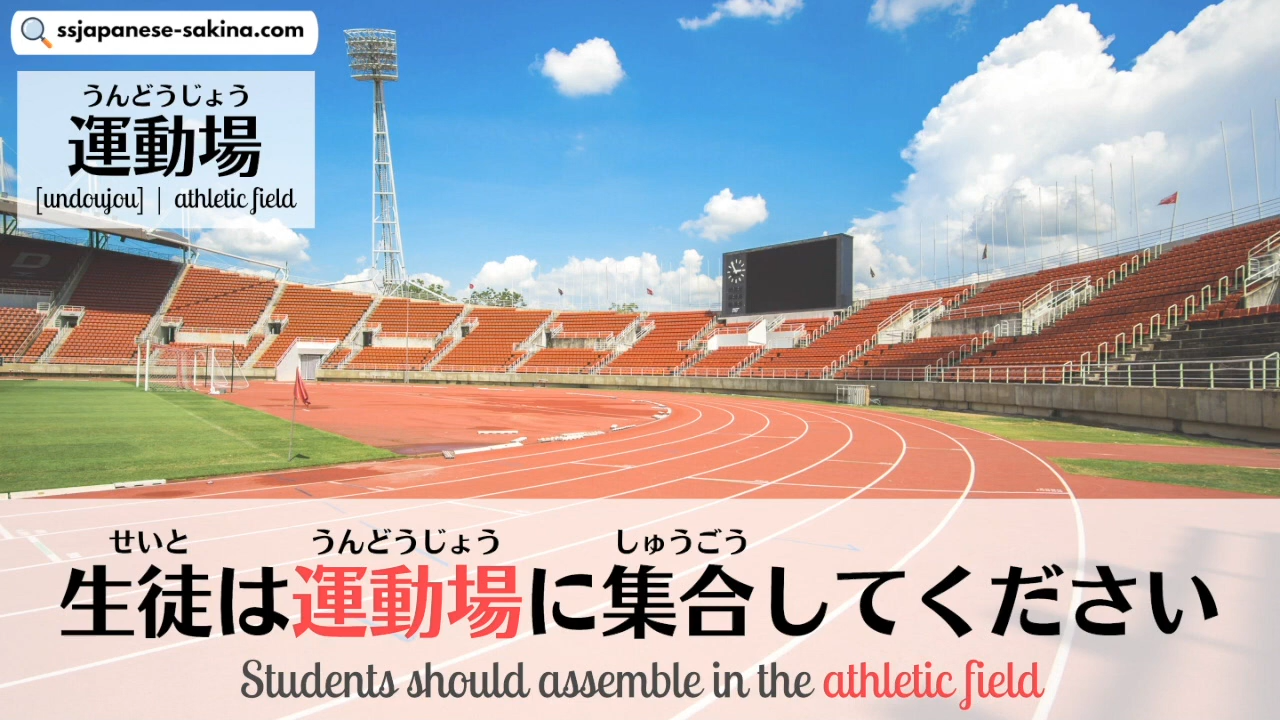 ssjapanese-sakina.com
うんどうじょう
運動場
[undoujou] | athletic field
D
せいと うんどうじょう しゅうごう
生徒は運動場に集合してください
Students should assemble in the athletic field